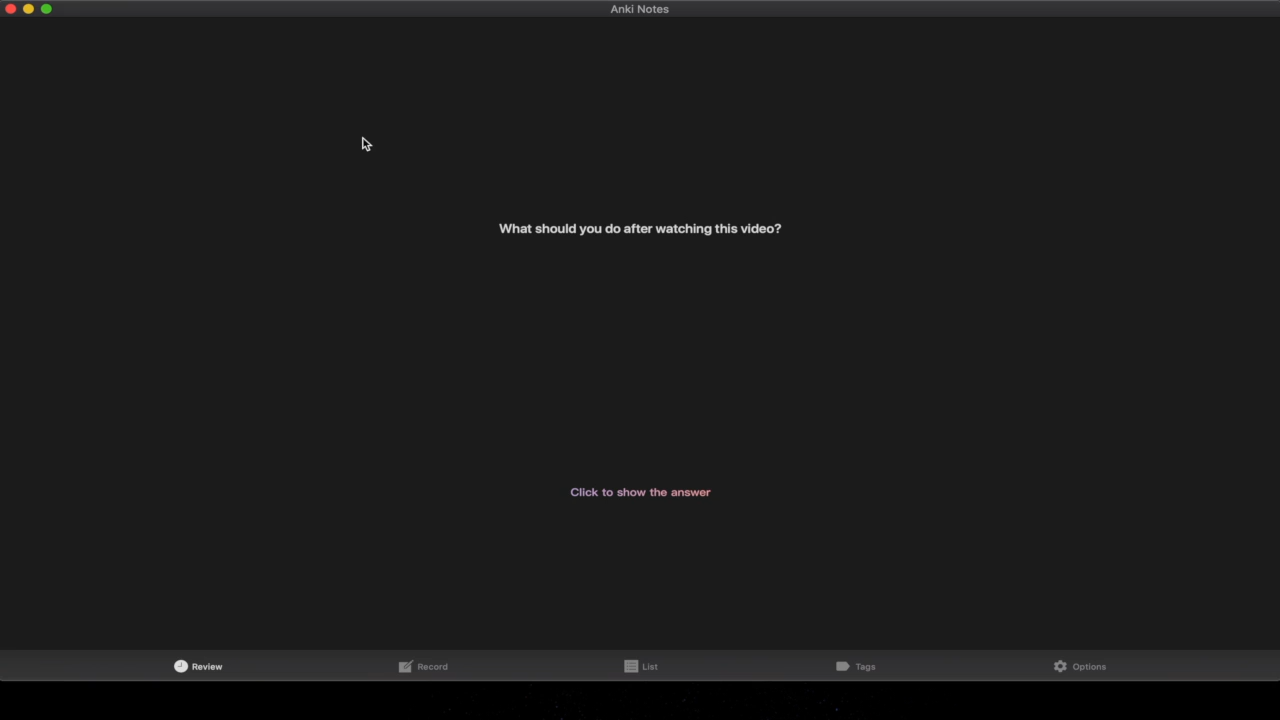 Anki Notes
What should you do after watching this video?
Click to show the answer
Review
Record
List
Tags
Options